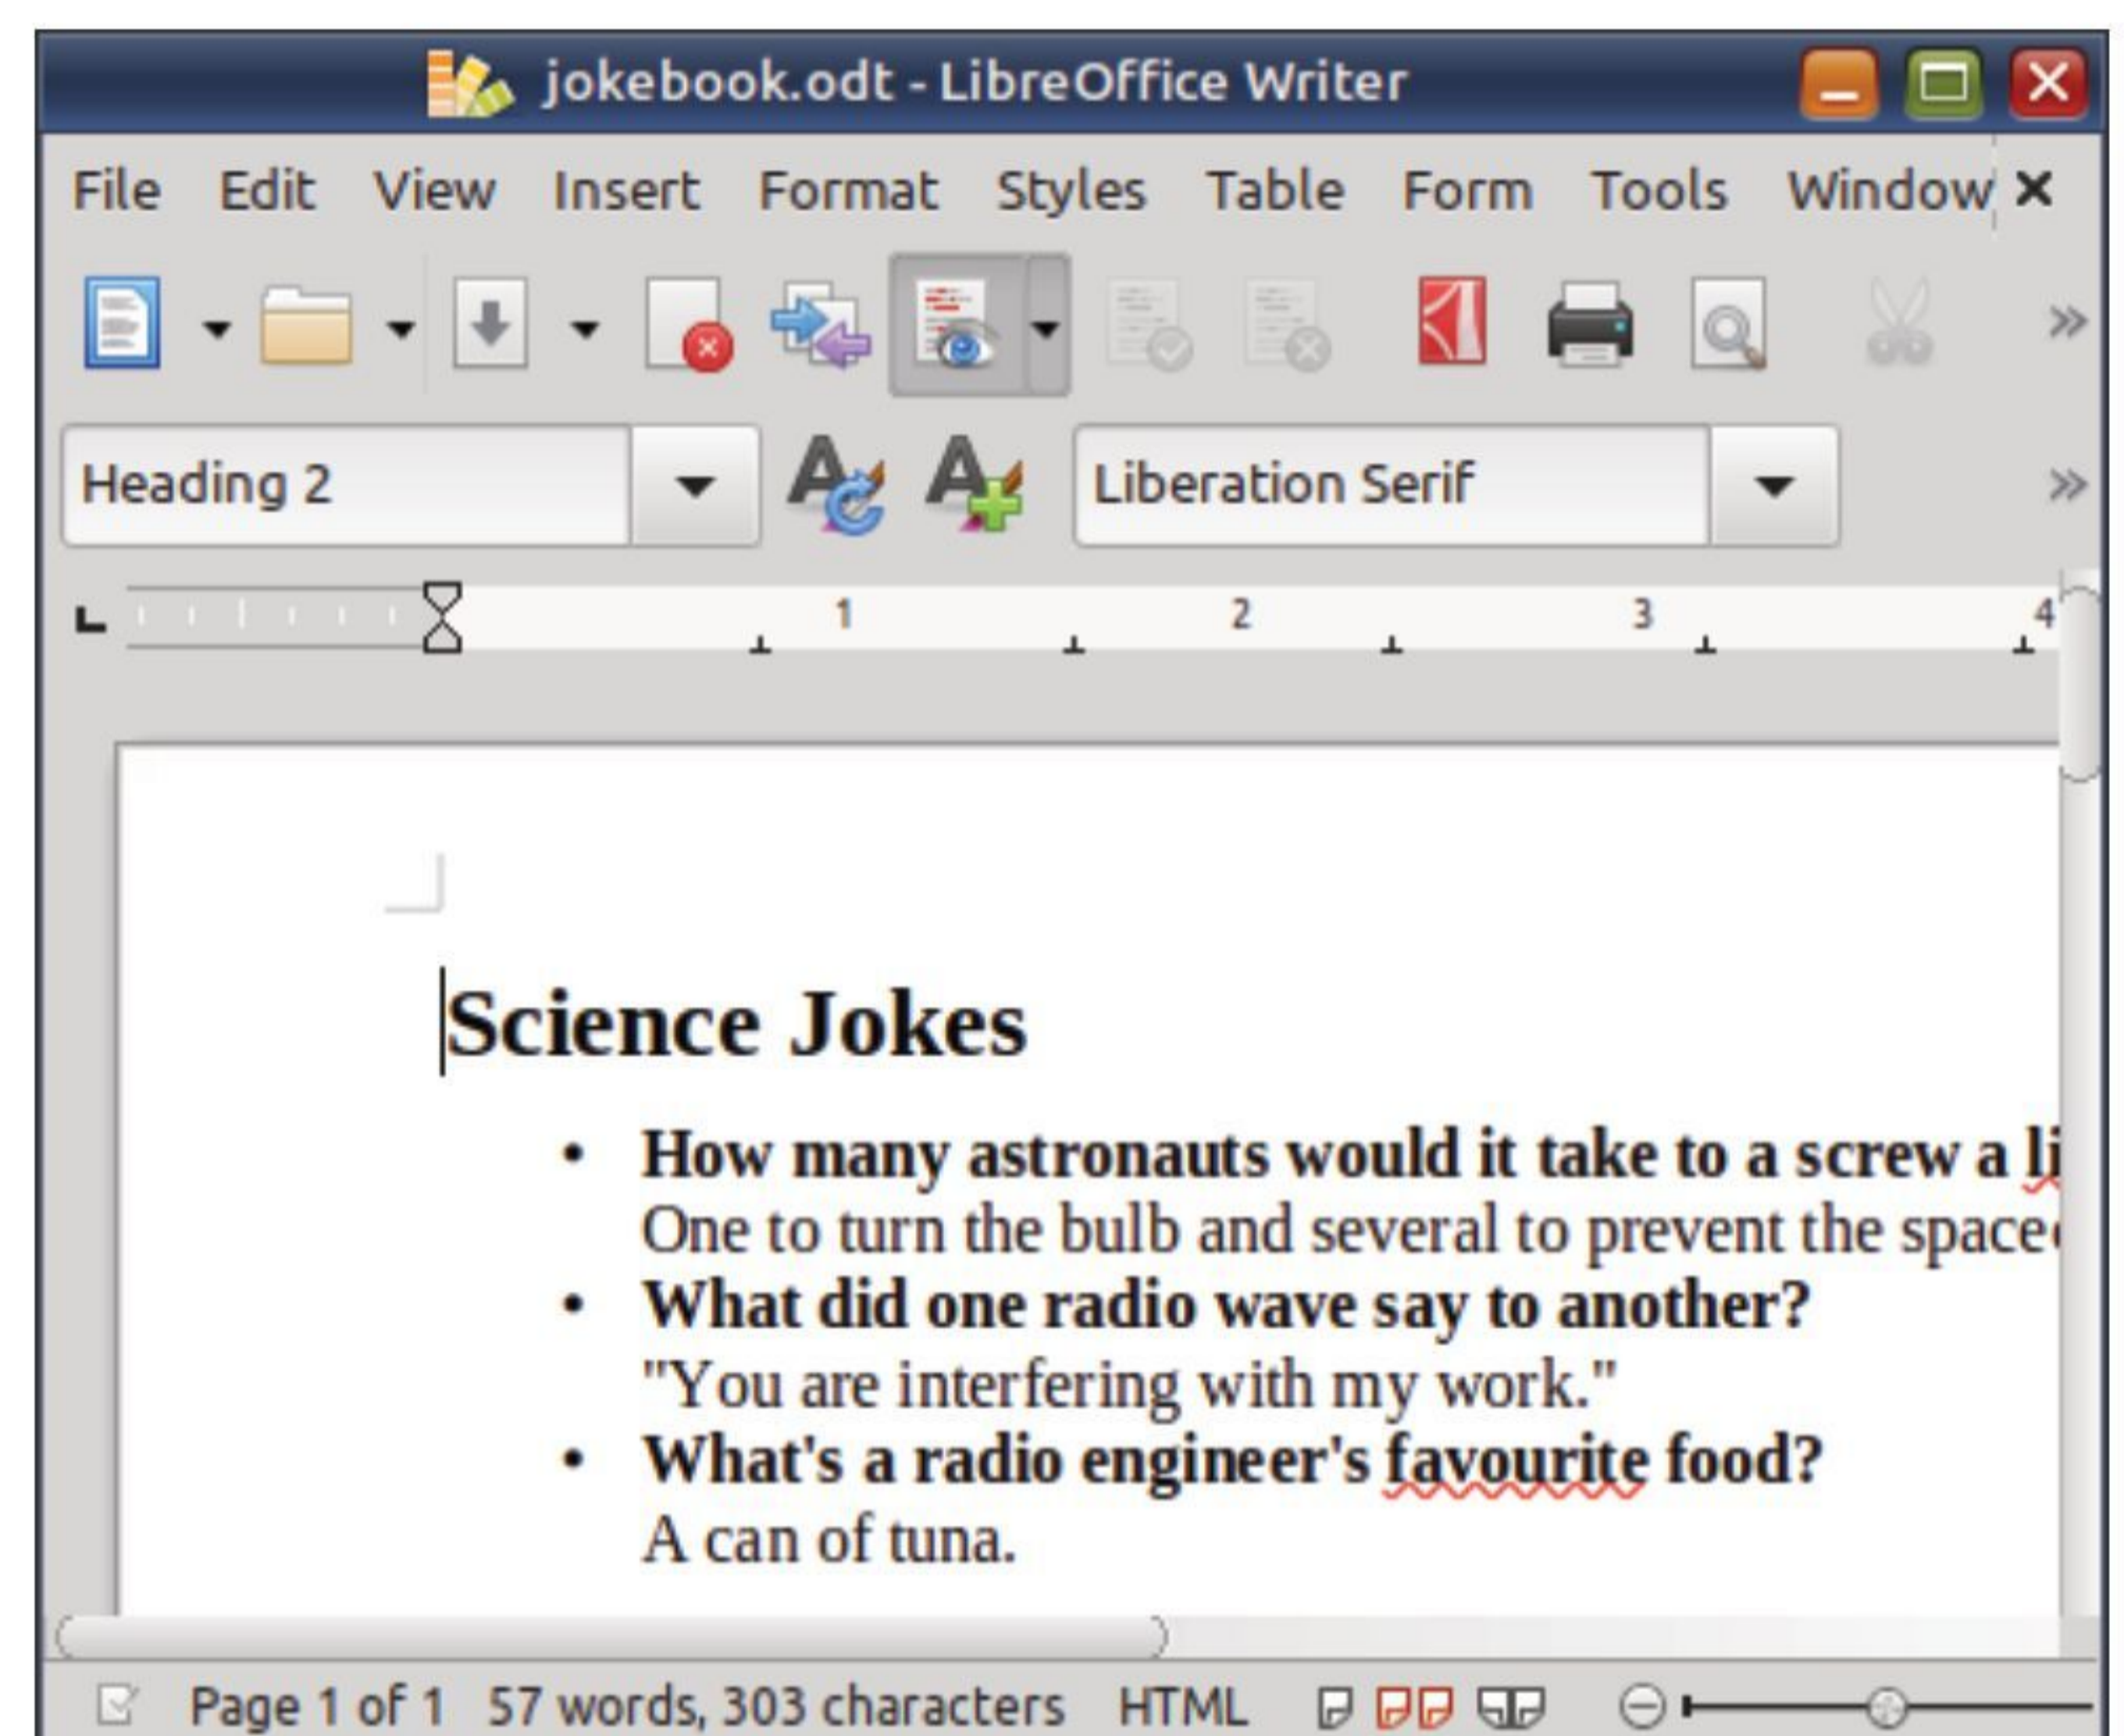 jokebook.odt - LibreOffice Writer
File Edit View Insert Format Styles Table Form Tools Window
Heading 2 Liberation Serif
1 2 3 4
Science Jokes
• How many astronauts would it take to a screw a li
One to turn the bulb and several to prevent the space
• What did one radio wave say to another?
"You are interfering with my work."
• What's a radio engineer's favourite food?
A can of tuna.
Page 1 of 1 57 words, 303 characters HTML